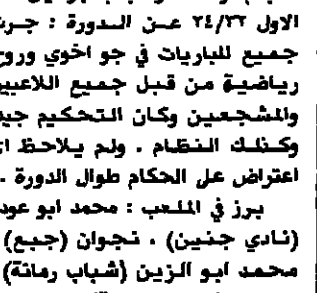 الاول ٢٤/٣٢ عن الدورة : جرت
جميع المباريات في جو اخوي وروح
رياضية من قبل جميع اللاعبين
والمشجعين وكان التحكيم جيد
وكذلك النظام . ولم يلاحظ اي
اعتراض على الحكام طوال الدورة .
برز في الملعب : محمد ابو عود
(نادي جنين) . نجوان (جبع)
محمد ابو الزين (شباب رمانة)